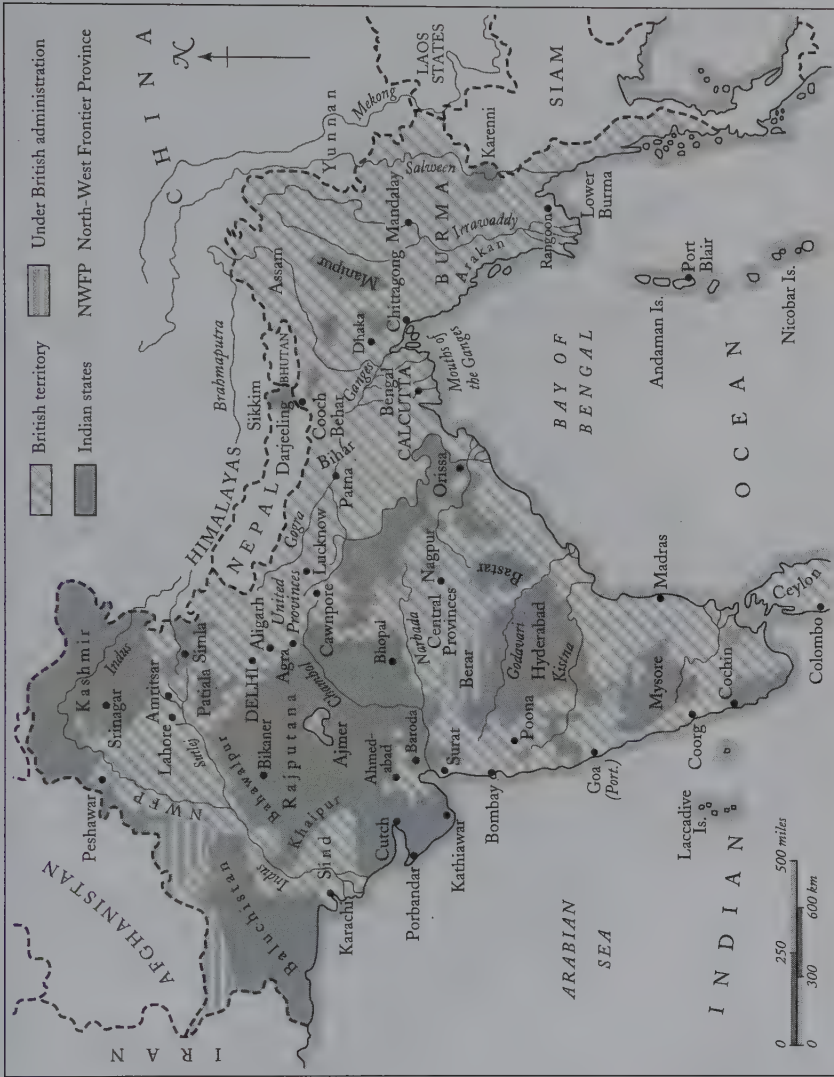 British territory
Under British administration
Indian states
NWFP North-West Frontier Province
N
CHINA
IRAN
AFGHANISTAN
Peshawar
Kashmir
Srinagar
Indus
HIMALAYAS
Brahmaputra
NWFP
Lahore
Amritsar
Sutlej
Patiala
Simla
Baluchistan
Bahawalpur
Bikaner
DELHI
Aligarh
Agra
United
Provinces
NEPAL
Gogra
Lucknow
Cawnpore
Sikkim
Darjeeling
BHUTAN
Cooch
Behar
Assam
Yunnan
Mekong
LAOS
STATES
Indus
Khaipur
Rajputana
Ajmer
Chambal
Bihar
Patna
Ganges
Dhaka
Manipur
Salween
Karenni
SIAM
Sind
Karachi
Cutch
Ahmed-
abad
Baroda
Bhopal
Bengal
CALCUTTA
Mouths of
the Ganges
Chittagong
Mandalay
BURMA
Irrawaddy
Arakan
Rangoon
Lower
Burma
Porbandar
Kathiawar
Surat
Narbada
Central
Provinces
Nagpur
Berar
Orissa
Bombay
Poona
Godavari
Hyderabad
Kistna
Bastar
ARABIAN
SEA
Goa
(Port.)
BAY OF
BENGAL
Andaman Is.
Port
Blair
Nicobar Is.
Mysore
Madras
Coorg
Cochin
Laccadive
Is.
Ceylon
Colombo
INDIAN OCEAN
0 250 500 miles
0 300 600 km